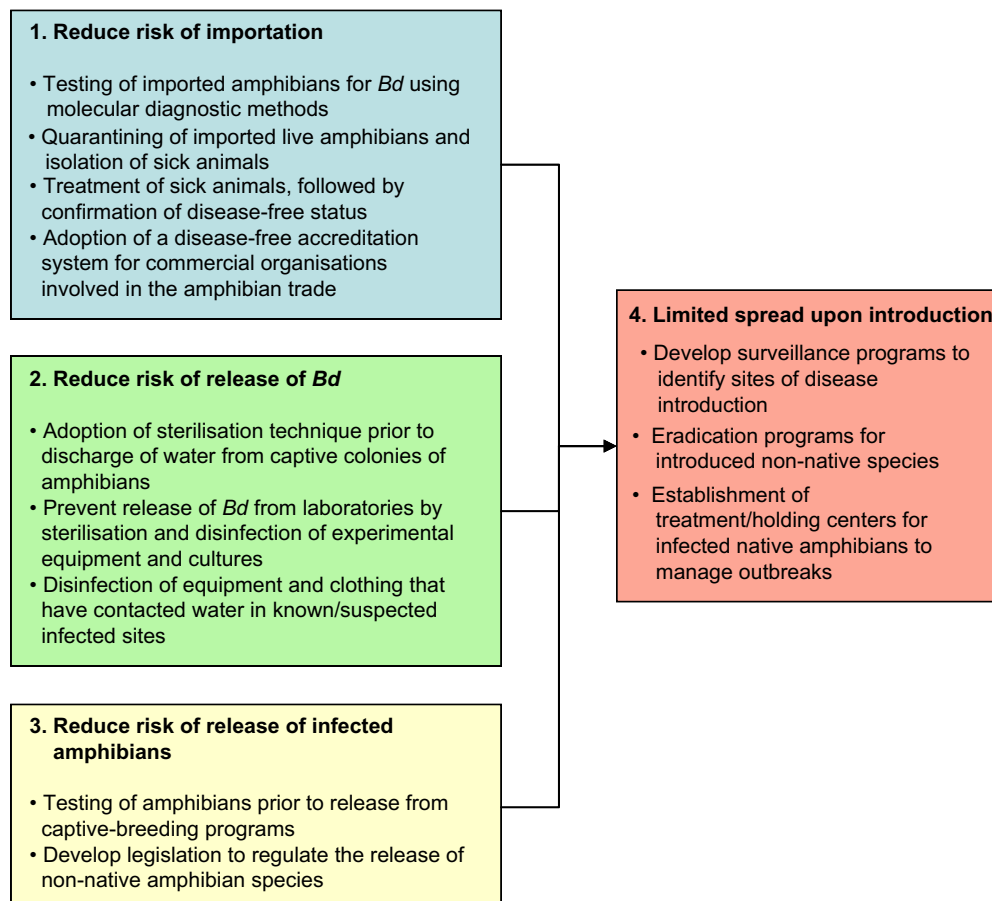 1. Reduce risk of importation
• Testing of imported amphibians for Bd using
molecular diagnostic methods
• Quarantining of imported live amphibians and
isolation of sick animals
• Treatment of sick animals, followed by
confirmation of disease-free status
• Adoption of a disease-free accreditation
system for commercial organisations
involved in the amphibian trade
2. Reduce risk of release of Bd
• Adoption of sterilisation technique prior to
discharge of water from captive colonies of
amphibians
• Prevent release of Bd from laboratories by
sterilisation and disinfection of experimental
equipment and cultures
• Disinfection of equipment and clothing that
have contacted water in known/suspected
infected sites
3. Reduce risk of release of infected
amphibians
• Testing of amphibians prior to release from
captive-breeding programs
• Develop legislation to regulate the release of
non-native amphibian species
4. Limited spread upon introduction
• Develop surveillance programs to
identify sites of disease
introduction
• Eradication programs for
introduced non-native species
• Establishment of
treatment/holding centers for
infected native amphibians to
manage outbreaks